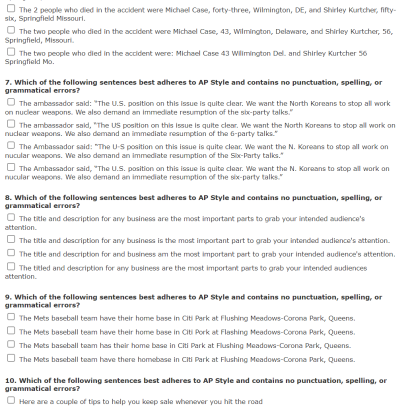 The 2 people who died in the accident were Michael Case, forty-three, Wilmington, DE, and Shirley Kurtcher, fifty-
six, Springfield Missouri.
The two people who died in the accident were Michael Case, 43, Wilmington, Delaware, and Shirley Kurtcher, 56,
Springfield, Missouri.
The two people who died in the accident were: Michael Case 43 Wilimington Del. and Shirley Kurtcher 56
Springfield Mo.
7. Which of the following sentences best adheres to AP Style and contains no punctuation, spelling, or
grammatical errors?
The ambassador said: "The U.S. position on this issue is quite clear. We want the North Koreans to stop all work
on nuclear weapons. We also demand an immediate resumption of the six-party talks."
The ambassador said, "The US position on this issue is quite clear. We want the North Koreans to stop all work on
nuclear weapons. We also demand an immediate resumption of the 6-party talks."
The Ambassador said: "The U-S position on this issue is quite clear. We want the N. Koreans to stop all work on
nucular weapons. We also demand an immediate resumption of the Six-Party talks."
The Ambassador said, "The U.S. position on this issue is quite clear. We want the N. Koreans to stop all work on
nucular weapons. We also demand an immediate resumption of the six-party talks."
8. Which of the following sentences best adheres to AP Style and contains no punctuation, spelling, or
grammatical errors?
The title and description for any business are the most important parts to grab your intended audience's
attention.
The title and description for any business is the most important part to grab your intended audience's attention.
The title and description for and business am the most important part to grab your intended audience's attention.
The titled and description for any business are the most important parts to grab your intended audiences
attention.
9. Which of the following sentences best adheres to AP Style and contains no punctuation, spelling, or
grammatical errors?
The Mets baseball team have their home base in Citi Park at Flushing Meadows-Corona Park, Queens.
The Mets baseball team have their home base in Citi Park at Flushing Meadows-Corona Park, Queens.
The Mets baseball team has their home base in Citi Park at Flushing Meadows-Corona Park, Queens.
The Mets baseball team have there homebase in Citi Park at Flushing Meadows-Corona Park, Queens.
10. Which of the following sentences best adheres to AP Style and contains no punctuation, spelling, or
grammatical errors?
Here are a couple of tips to help you keep sale whenever you hit the road